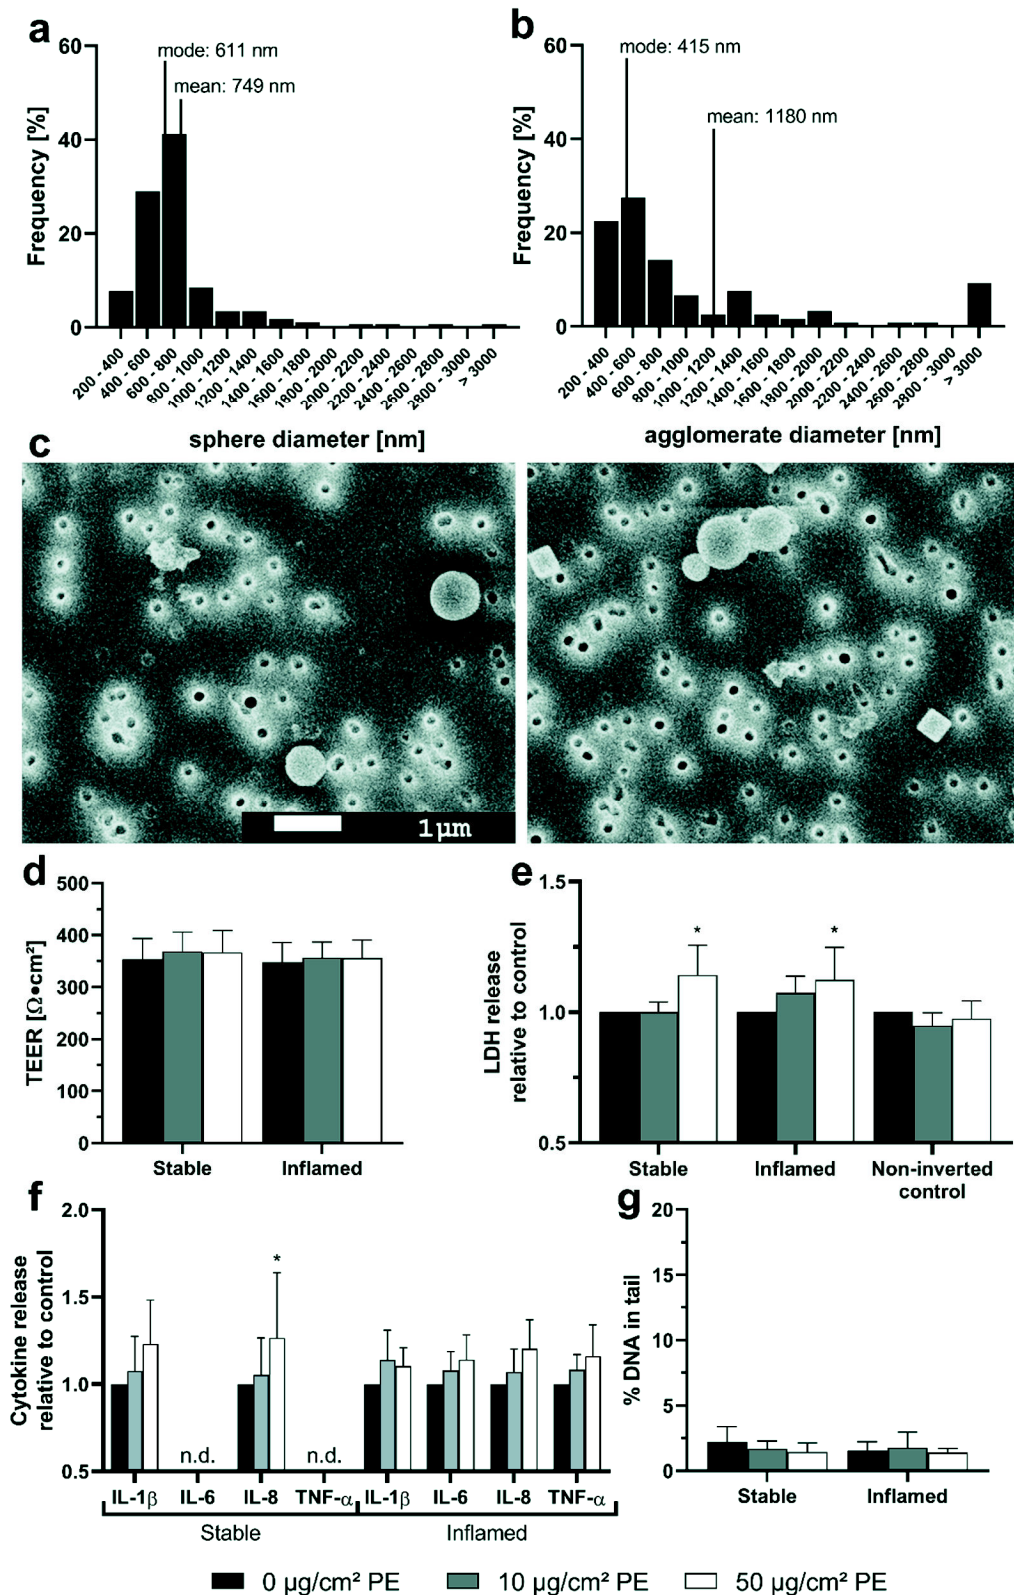 a
60
40
20
0
Frequency [%]
mode: 611 nm
mean: 749 nm
200 - 400
400 - 600
600 - 800
800 - 1000
1000 - 1200
1200 - 1400
1400 - 1600
1600 - 1800
1800 - 2000
2000 - 2200
2200 - 2400
2400 - 2600
2600 - 2800
2800 - 3000
> 3000
sphere diameter [nm]
b
60
40
20
0
Frequency [%]
mode: 415 nm
mean: 1180 nm
200 - 400
400 - 600
600 - 800
800 - 1000
1000 - 1200
1200 - 1400
1400 - 1600
1600 - 1800
1800 - 2000
2000 - 2200
2200 - 2400
2400 - 2600
2600 - 2800
2800 - 3000
> 3000
agglomerate diameter [nm]
c
1µm
d
500
400
300
200
100
0
TEER [Ω•cm²]
Stable
Inflamed
e
1.5
1.0
0.5
LDH release
relative to control
*
*
Stable
Inflamed
Non-inverted
control
f
2.0
1.5
1.0
0.5
Cytokine release
relative to control
n.d.
*
n.d.
IL-1β
IL-6
IL-8
TNF-α
IL-1β
IL-6
IL-8
TNF-α
Stable
Inflamed
g
20
15
10
5
0
% DNA in tail
Stable
Inflamed
0 µg/cm² PE
10 µg/cm² PE
50 µg/cm² PE